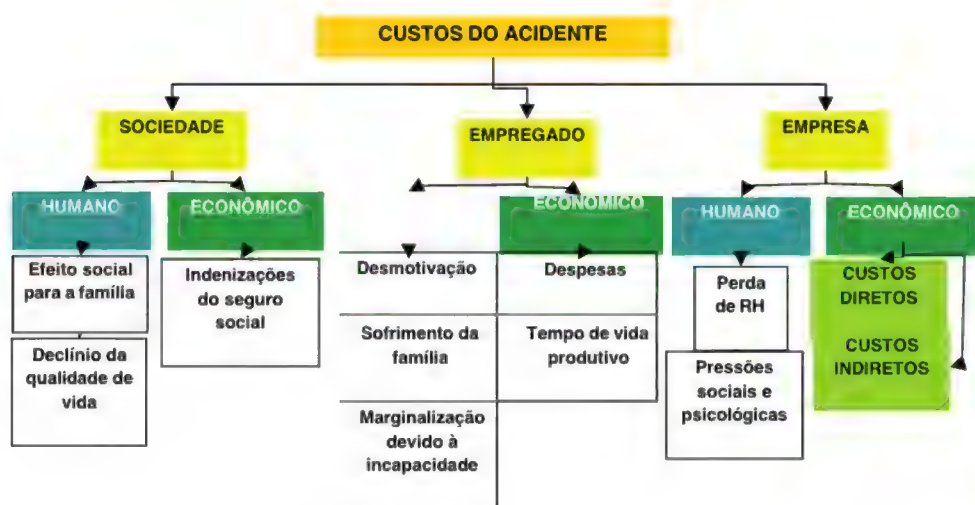 CUSTOS DO ACIDENTE
SOCIEDADE
EMPREGADO
EMPRESA
HUMANO
ECONÔMICO
ECONÔMICO
HUMANO
ECONÔMICO
Efeito social
para a família
Declínio da
qualidade de
vida
Indenizações
do seguro
social
Desmotivação
Sofrimento da
família
Marginalização
devido à
incapacidade
Despesas
Tempo de vida
produtivo
Perda
de RH
Pressões
sociais e
psicológicas
CUSTOS
DIRETOS
CUSTOS
INDIRETOS